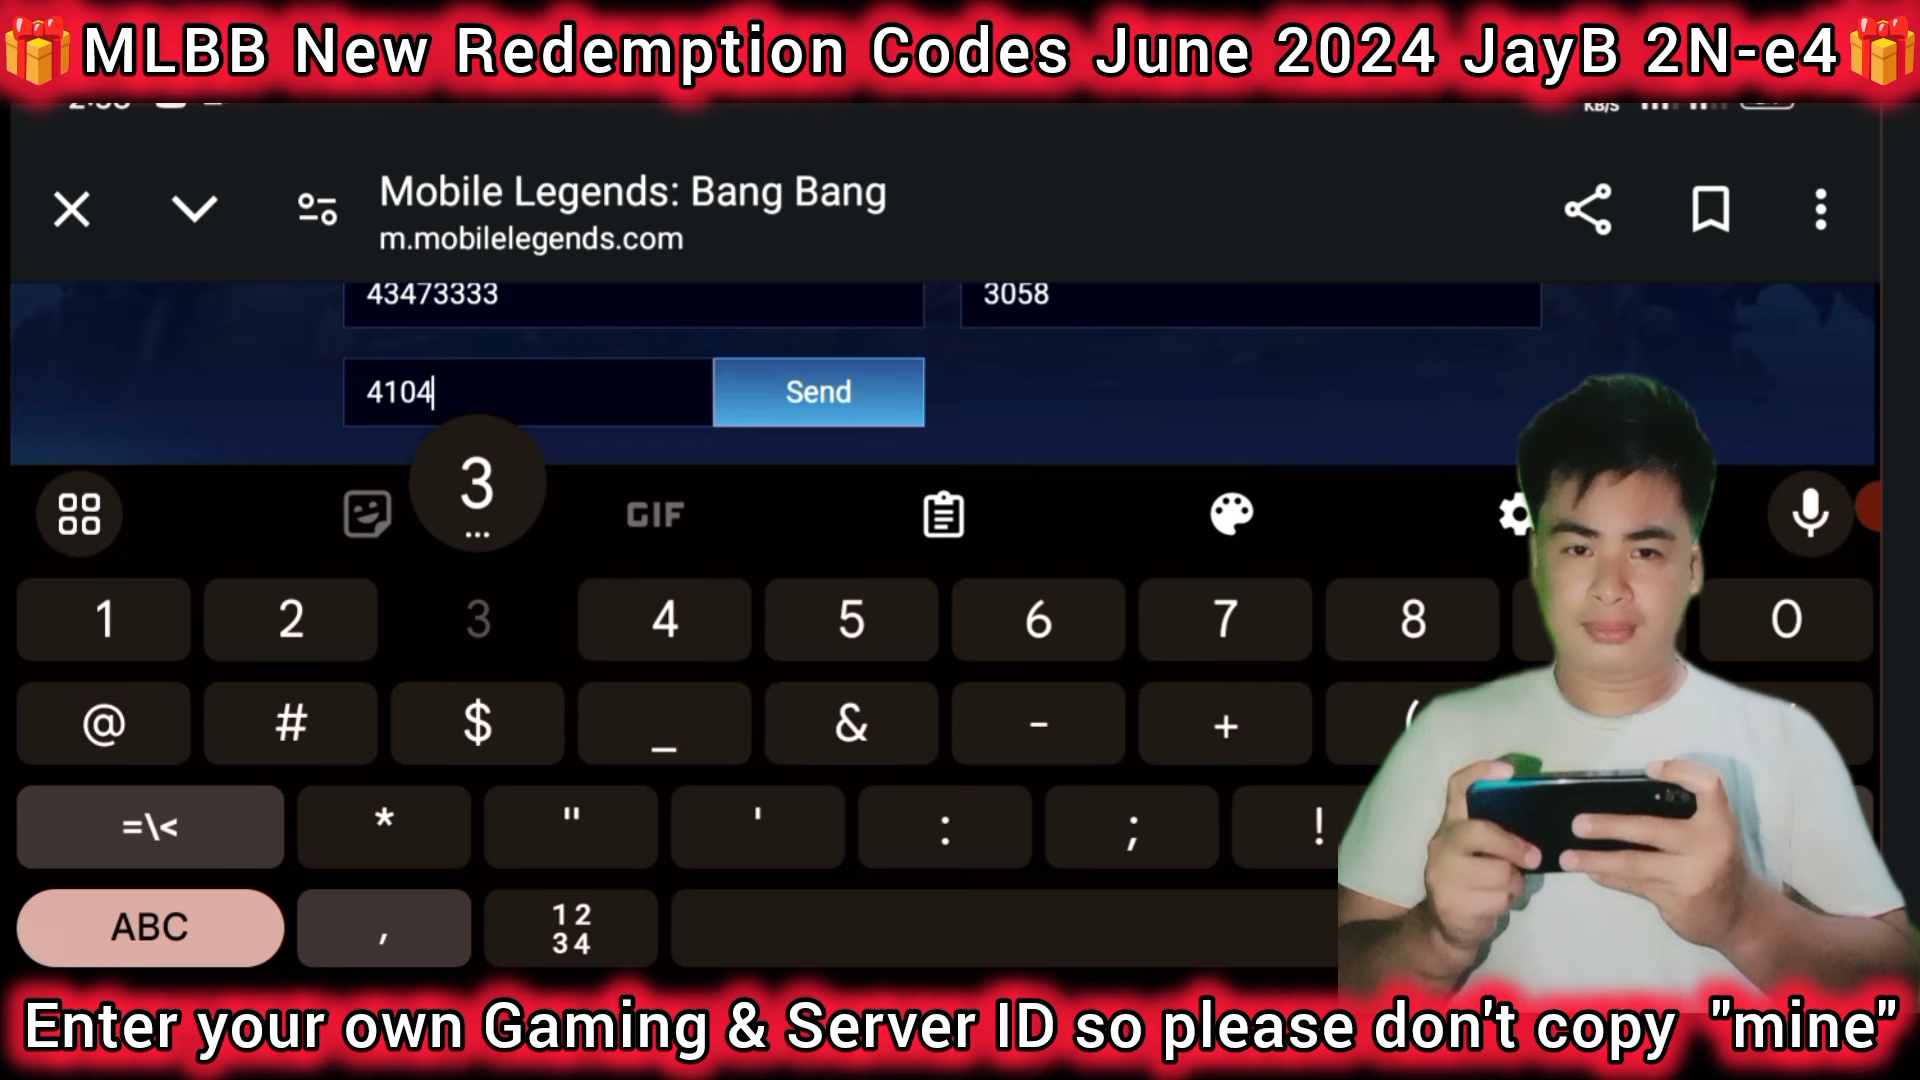 MLBB New Redemption Codes June 2024 JayB 2N-e4
KB/S
Mobile Legends: Bang Bang
m.mobilelegends.com
43473333 3058
4104 Send
3
...
GIF
1 2 3 4 5 6 7 8 0
@ # $ _ & - + (
=\< * " ' : ; !
ABC , 12
34
Enter your own Gaming & Server ID so please don't copy "mine"